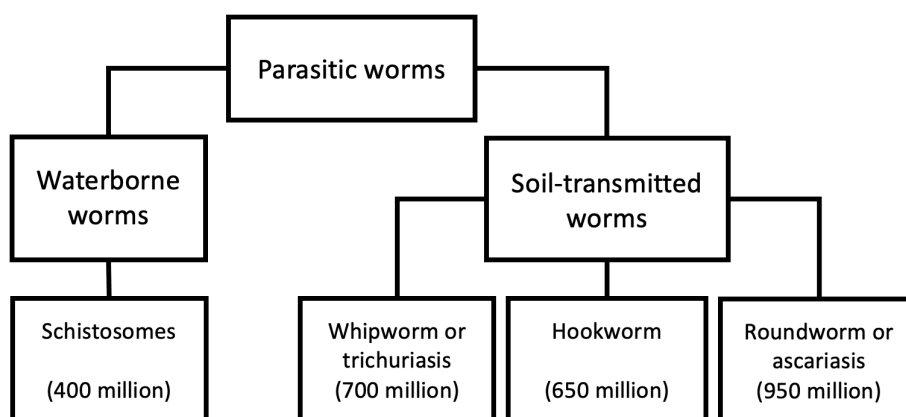 Parasitic worms
Waterborne
worms
Soil-transmitted
worms
Schistosomes
(400 million)
Whipworm or
trichuriasis
(700 million)
Hookworm
(650 million)
Roundworm or
ascariasis
(950 million)